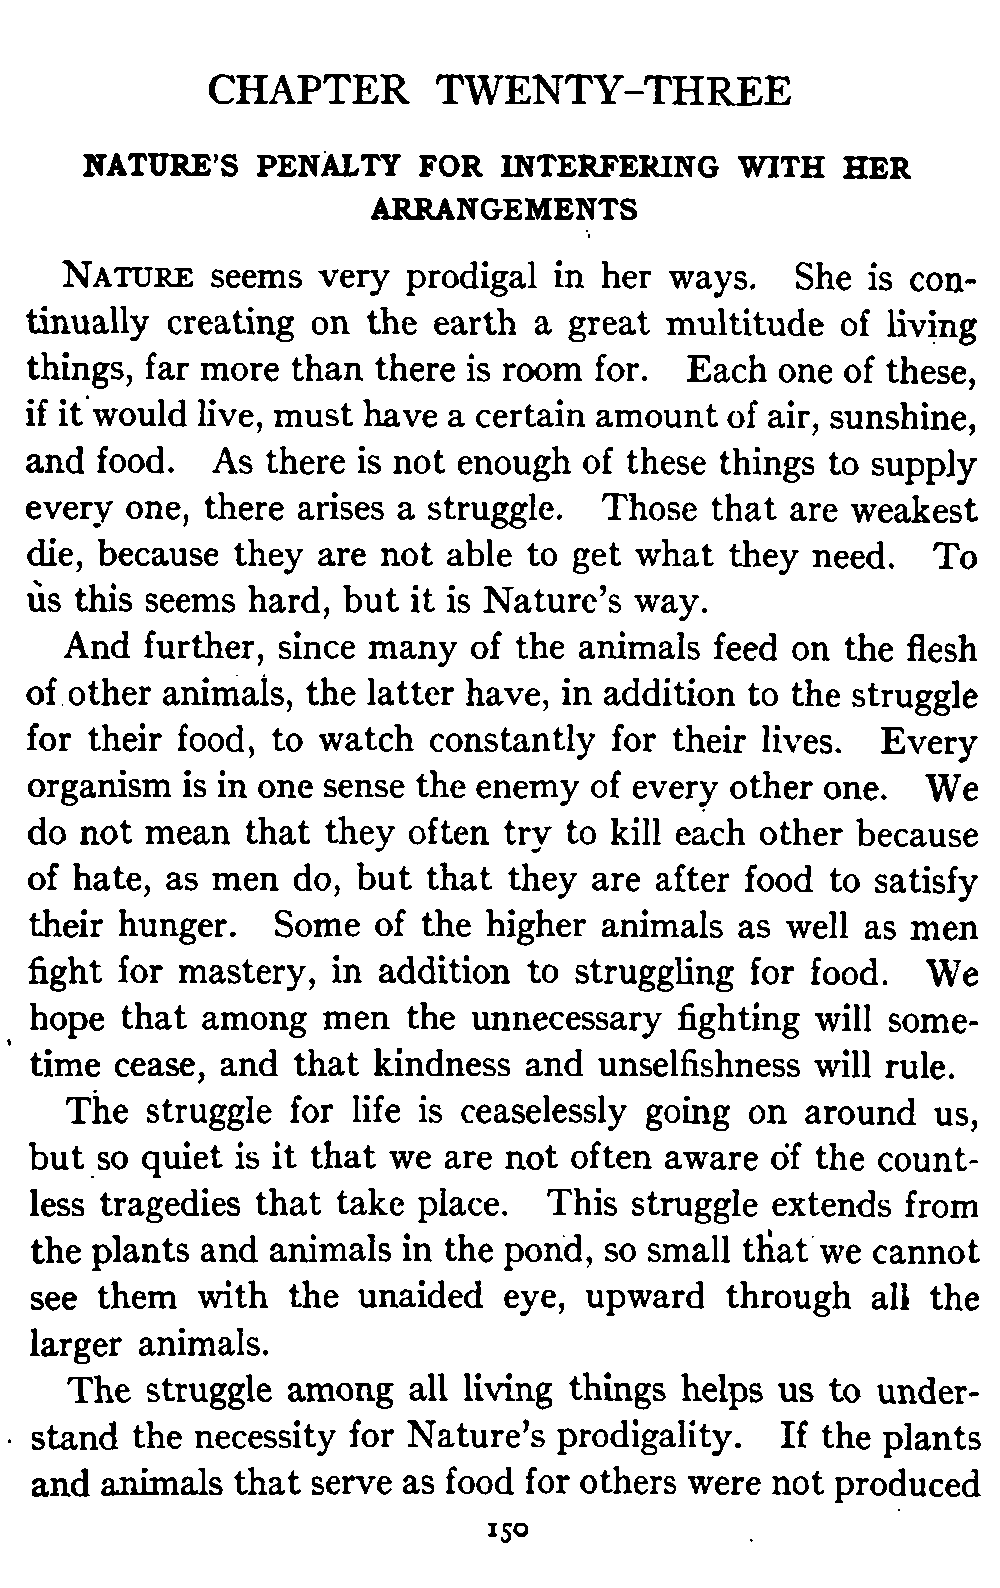 CHAPTER TWENTY-THREE
NATURE'S PENALTY FOR INTERFERING WITH HER
ARRANGEMENTS
NATURE seems very prodigal in her ways. She is con-
tinually creating on the earth a great multitude of living
things, far more than there is room for. Each one of these,
if it would live, must have a certain amount of air, sunshine,
and food. As there is not enough of these things to supply
every one, there arises a struggle. Those that are weakest
die, because they are not able to get what they need. To
us this seems hard, but it is Nature's way.
And further, since many of the animals feed on the flesh
of other animals, the latter have, in addition to the struggle
for their food, to watch constantly for their lives. Every
organism is in one sense the enemy of every other one. We
do not mean that they often try to kill each other because
of hate, as men do, but that they are after food to satisfy
their hunger. Some of the higher animals as well as men
fight for mastery, in addition to struggling for food. We
hope that among men the unnecessary fighting will some-
time cease, and that kindness and unselfishness will rule.
The struggle for life is ceaselessly going on around us,
but so quiet is it that we are not often aware of the count-
less tragedies that take place. This struggle extends from
the plants and animals in the pond, so small that we cannot
see them with the unaided eye, upward through all the
larger animals.
The struggle among all living things helps us to under-
stand the necessity for Nature's prodigality. If the plants
and animals that serve as food for others were not produced
150